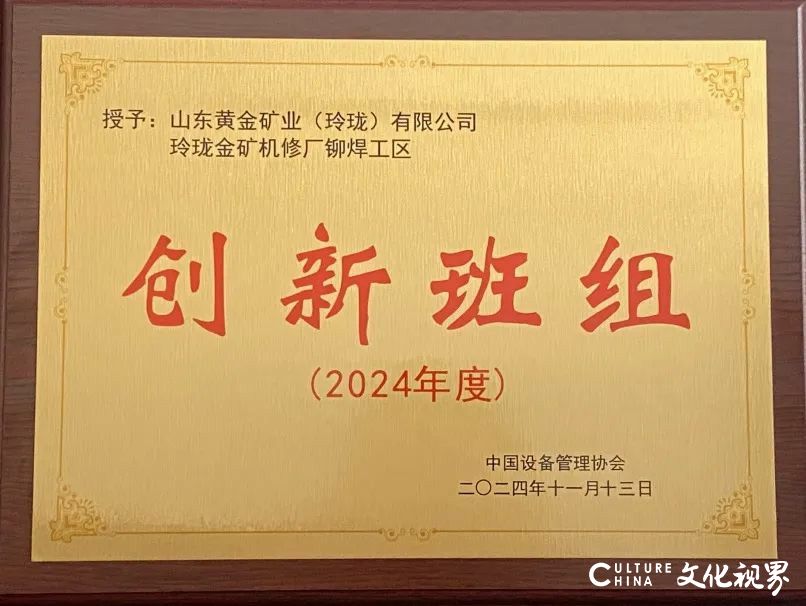 授予：山东黄金矿业（玲珑）有限公司
玲珑金矿机修厂铆焊工区
创新班组
(2024年度)
中国设备管理协会
二〇二四年十一月十三日
CULTURE CHINA 文化视界